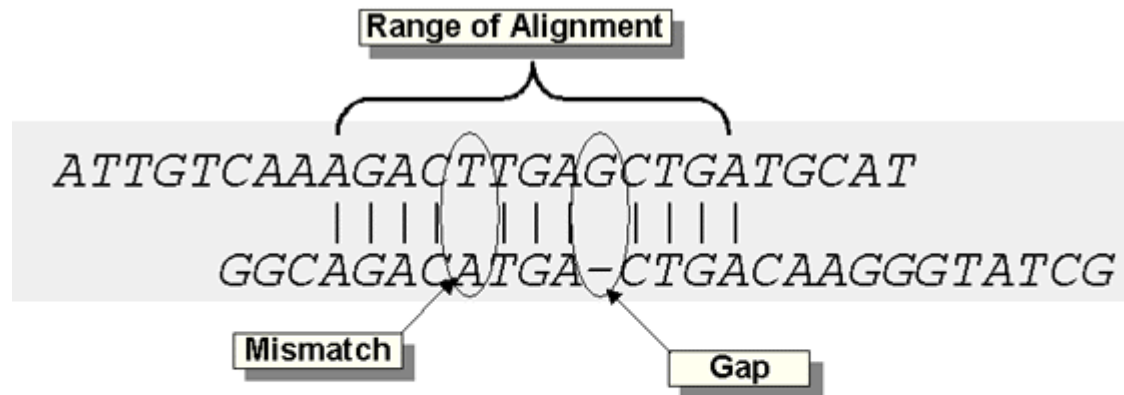 Range of Alignment
ATTGTCAAAGACTTGAGCTGATGCAT
GGCAGACATGA-CTGACAAGGGTATCG
Mismatch
Gap